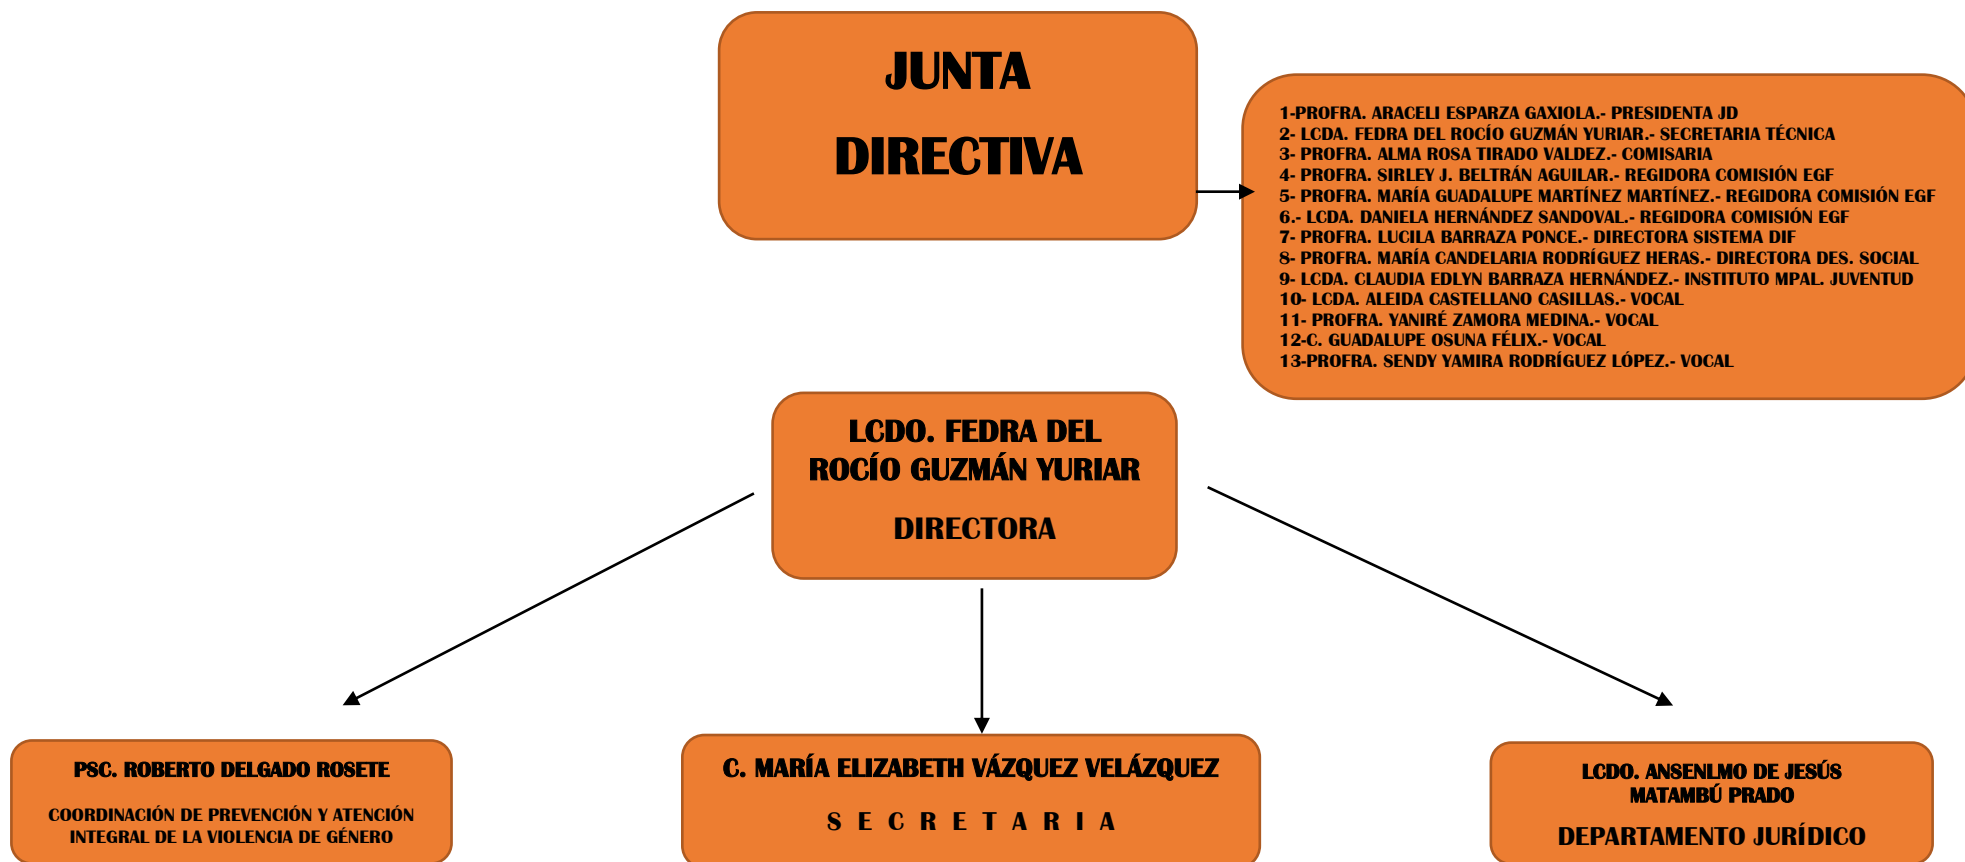 JUNTA
DIRECTIVA
1-PROFRA. ARACELI ESPARZA GAXIOLA.- PRESIDENTA JD
2- LCDA. FEDRA DEL ROCÍO GUZMÁN YURIAR.- SECRETARIA TÉCNICA
3- PROFRA. ALMA ROSA TIRADO VALDEZ.- COMISARIA
4- PROFRA. SIRLEY J. BELTRÁN AGUILAR.- REGIDORA COMISIÓN EGF
5- PROFRA. MARÍA GUADALUPE MARTÍNEZ MARTÍNEZ.- REGIDORA COMISIÓN EGF
6.- LCDA. DANIELA HERNÁNDEZ SANDOVAL.- REGIDORA COMISIÓN EGF
7- PROFRA. LUCILA BARRAZA PONCE.- DIRECTORA SISTEMA DIF
8- PROFRA. MARÍA CANDELARIA RODRÍGUEZ HERAS.- DIRECTORA DES. SOCIAL
9- LCDA. CLAUDIA EDLYN BARRAZA HERNÁNDEZ.- INSTITUTO MPAL. JUVENTUD
10- LCDA. ALEIDA CASTELLANO CASILLAS.- VOCAL
11- PROFRA. YANIRÉ ZAMORA MEDINA.- VOCAL
12-C. GUADALUPE OSUNA FÉLIX.- VOCAL
13-PROFRA. SENDY YAMIRA RODRÍGUEZ LÓPEZ.- VOCAL
LCDO. FEDRA DEL
ROCÍO GUZMÁN YURIAR
DIRECTORA
PSC. ROBERTO DELGADO ROSETE
COORDINACIÓN DE PREVENCIÓN Y ATENCIÓN
INTEGRAL DE LA VIOLENCIA DE GÉNERO
C. MARÍA ELIZABETH VÁZQUEZ VELÁZQUEZ
S E C R E T A R I A
LCDO. ANSENLMO DE JESÚS
MATAMBÚ PRADO
DEPARTAMENTO JURÍDICO